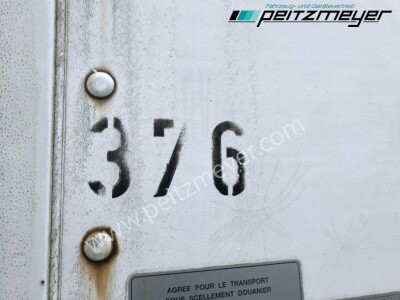 Fahrzeug- und Gerätevertrieb
peitzmeyer
376
www.peitzmeyer.com
AGREE POUR LE TRANSPORT
SOUS SCELLEMENT DOUANIER